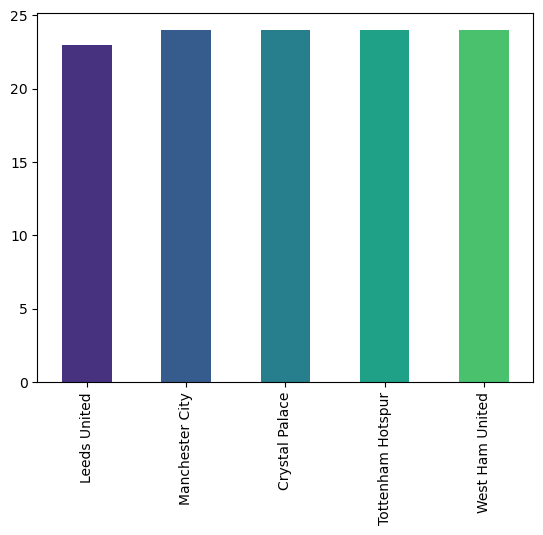 25
20
15
10
5
0
Leeds United
Manchester City
Crystal Palace
Tottenham Hotspur
West Ham United